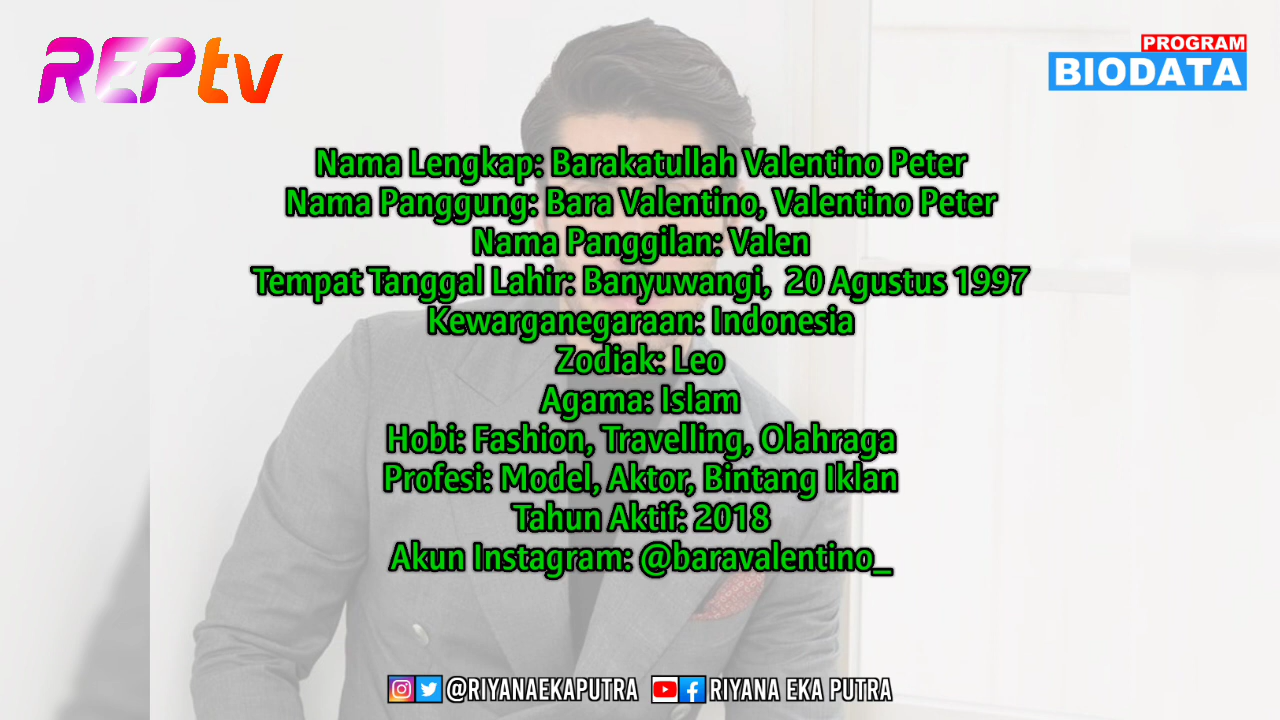 REPtv
PROGRAM
BIODATA
Nama Lengkap: Barakatullah Valentino Peter
Nama Panggung: Bara Valentino, Valentino Peter
Nama Panggilan: Valen
Tempat Tanggal Lahir: Banyuwangi, 20 Agustus 1997
Kewarganegaraan: Indonesia
Zodiak: Leo
Agama: Islam
Hobi: Fashion, Travelling, Olahraga
Profesi: Model, Aktor, Bintang Iklan
Tahun Aktif: 2018
Akun Instagram: @baravalentino_
@RIYANAEKAPUTRA RIYANA EKA PUTRA